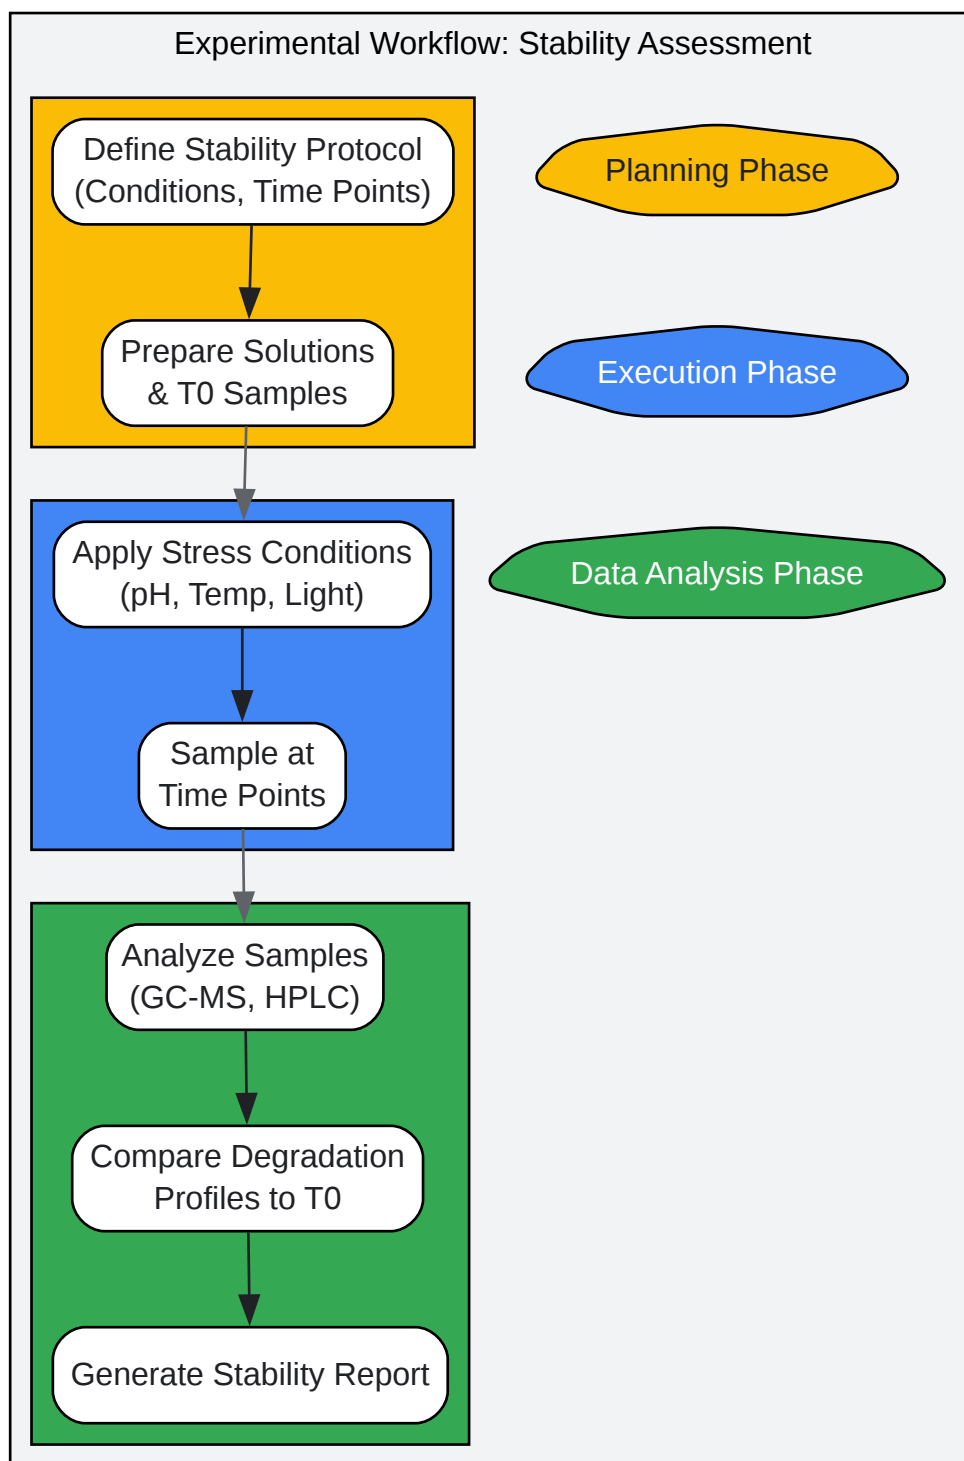 Experimental Workflow: Stability Assessment
Define Stability Protocol
(Conditions, Time Points)
Planning Phase
Prepare Solutions
& T0 Samples
Execution Phase
Apply Stress Conditions
(pH, Temp, Light)
Data Analysis Phase
Sample at
Time Points
Analyze Samples
(GC-MS, HPLC)
Compare Degradation
Profiles to T0
Generate Stability Report